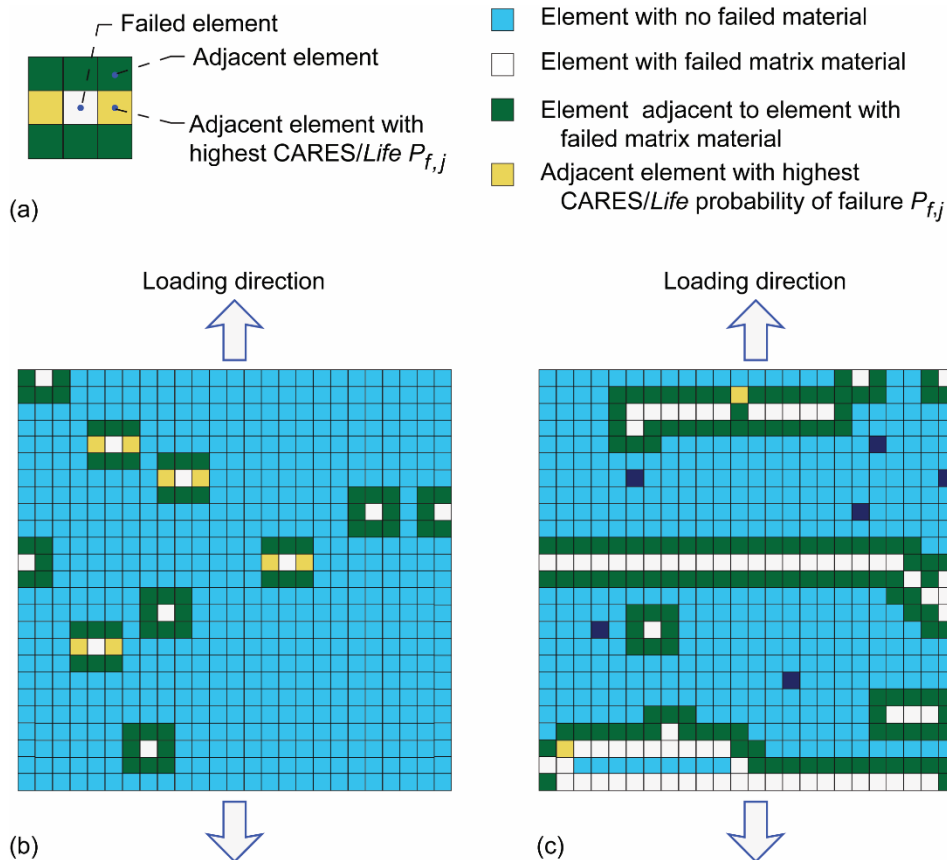 Failed element
Adjacent element
Adjacent element with
highest CARES/Life Pf,j
(a)
Element with no failed material
Element with failed matrix material
Element adjacent to element with
failed matrix material
Adjacent element with highest
CARES/Life probability of failure Pf,j
Loading direction
(b)
Loading direction
(c)